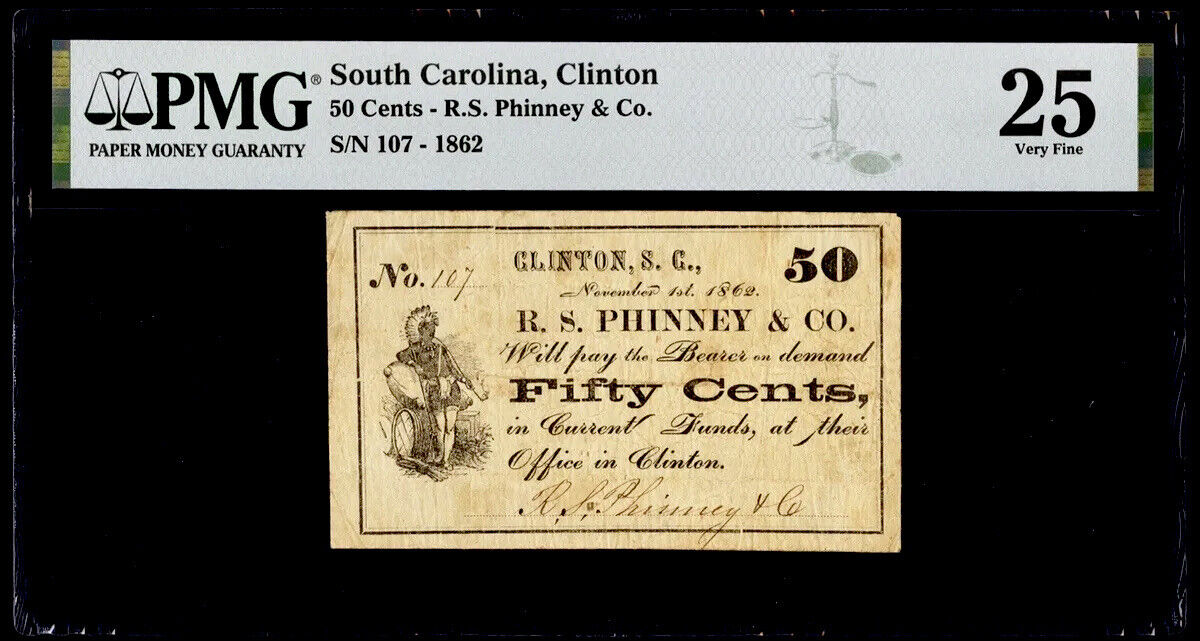 PMG®
PAPER MONEY GUARANTY
South Carolina, Clinton
50 Cents - R.S. Phinney & Co.
S/N 107 - 1862
25
Very Fine
No. 107
CLINTON, S. C.,
50
November 1st. 1862.
R. S. PHINNEY & CO.
Will pay the Bearer on demand
Fifty Cents,
in Current Funds, at their
Office in Clinton.
R. S. Phinney & Co